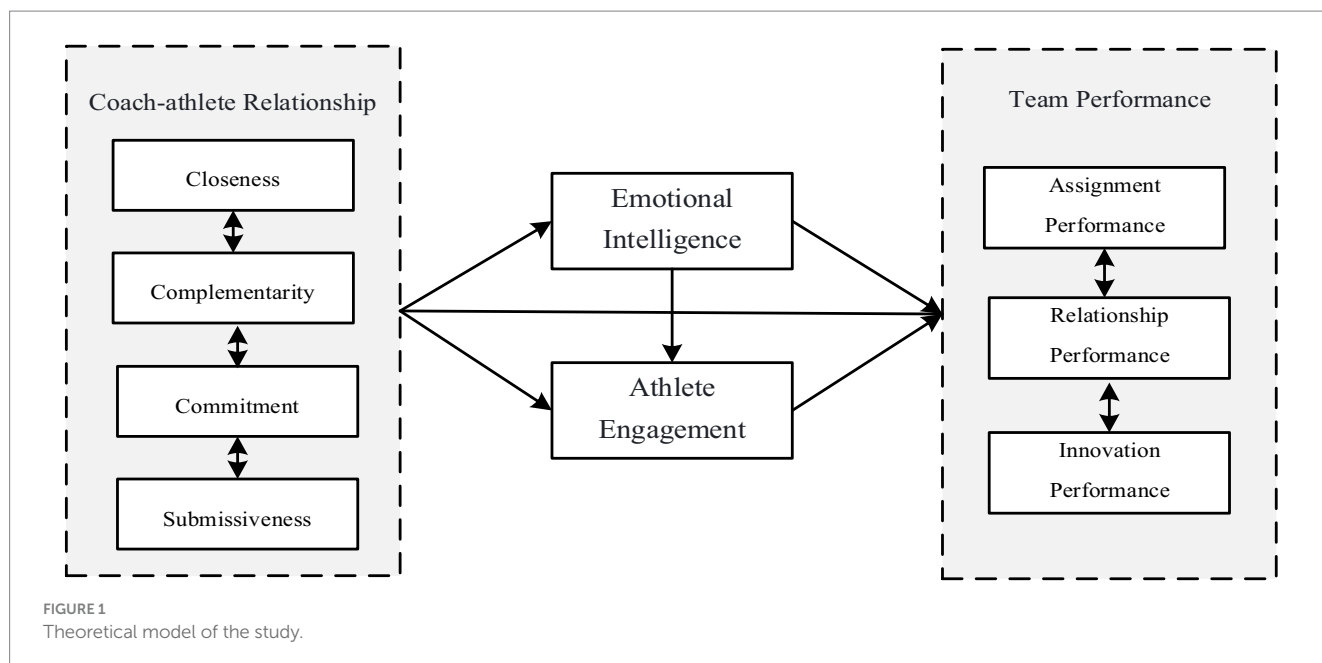 Coach-athlete Relationship
Closeness
Complementarity
Commitment
Submissiveness
Emotional
Intelligence
Athlete
Engagement
Team Performance
Assignment
Performance
Relationship
Performance
Innovation
Performance
FIGURE 1
Theoretical model of the study.